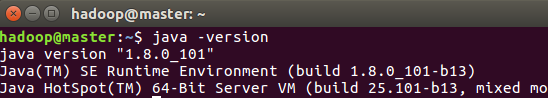 hadoop@master: ~
hadoop@master:~$ java -version
java version "1.8.0_101"
Java(TM) SE Runtime Environment (build 1.8.0_101-b13)
Java HotSpot(TM) 64-Bit Server VM (build 25.101-b13, mixed mo